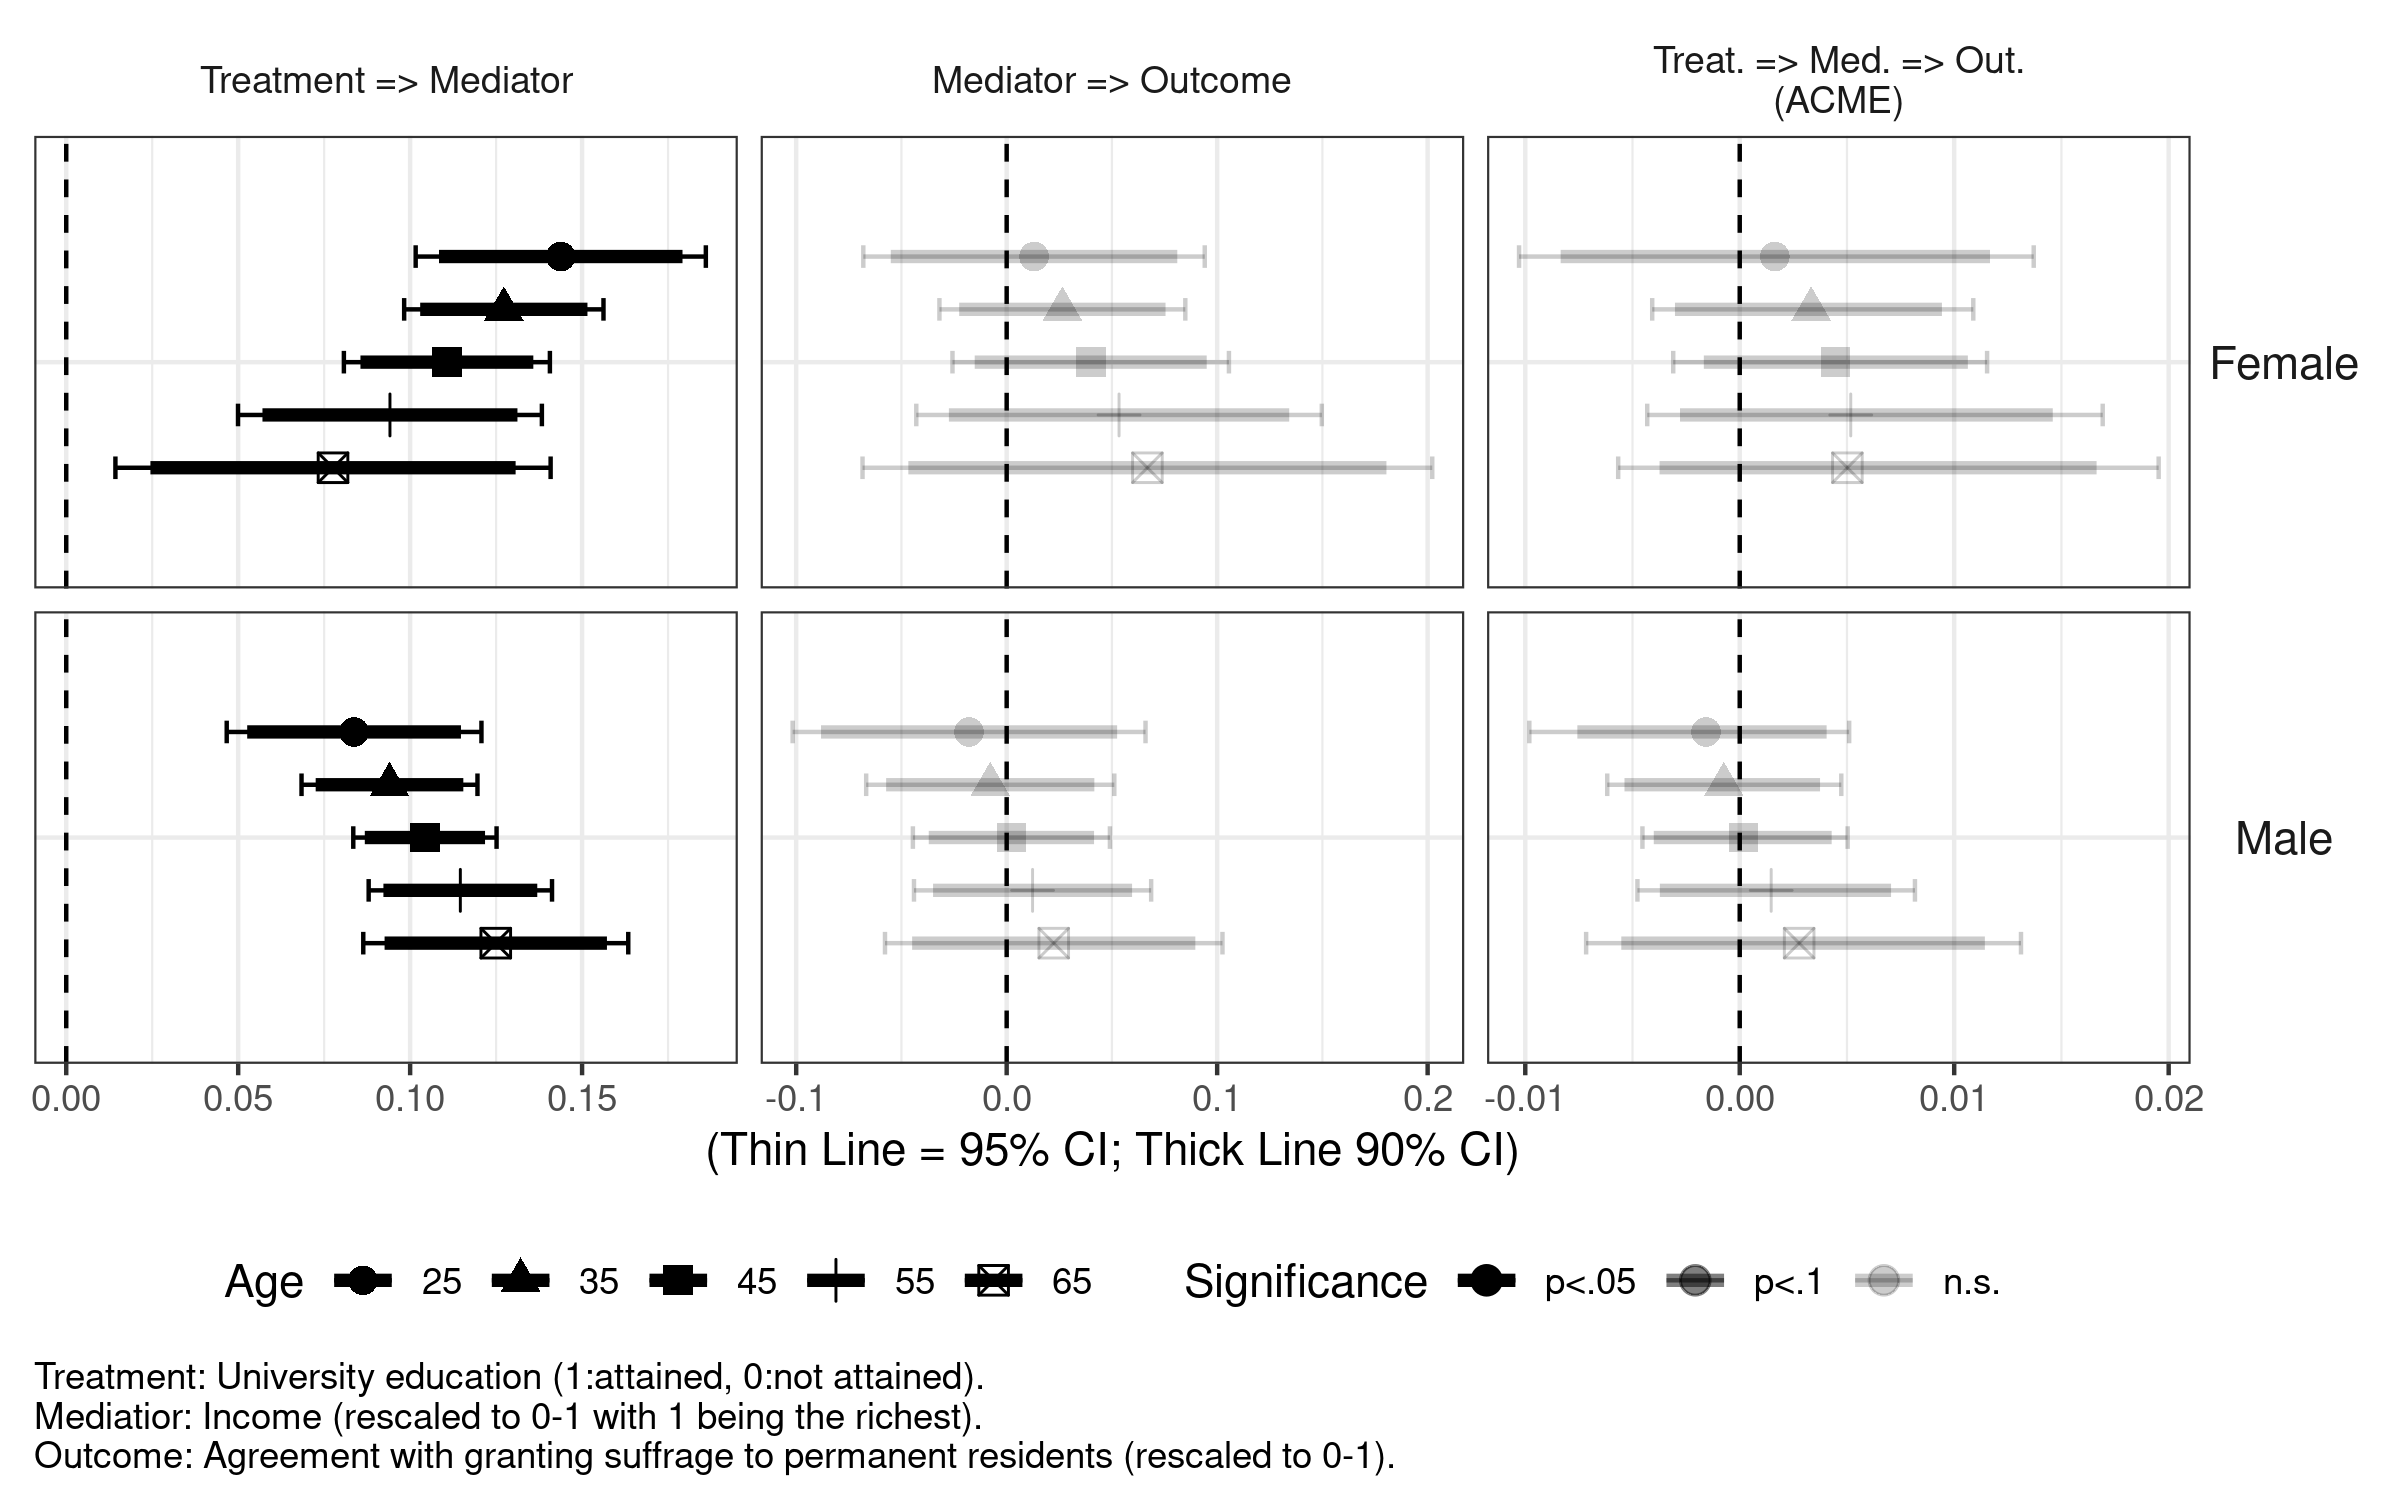 Treatment => Mediator
Mediator => Outcome
Treat. => Med. => Out.
(ACME)
Female
Male
0.00 0.05 0.10 0.15
-0.1 0.0 0.1 0.2
-0.01 0.00 0.01 0.02
(Thin Line = 95% CI; Thick Line 90% CI)
Age 25 35 45 55 65 Significance p<.05 p<.1 n.s.
Treatment: University education (1:attained, 0:not attained).
Mediatior: Income (rescaled to 0-1 with 1 being the richest).
Outcome: Agreement with granting suffrage to permanent residents (rescaled to 0-1).